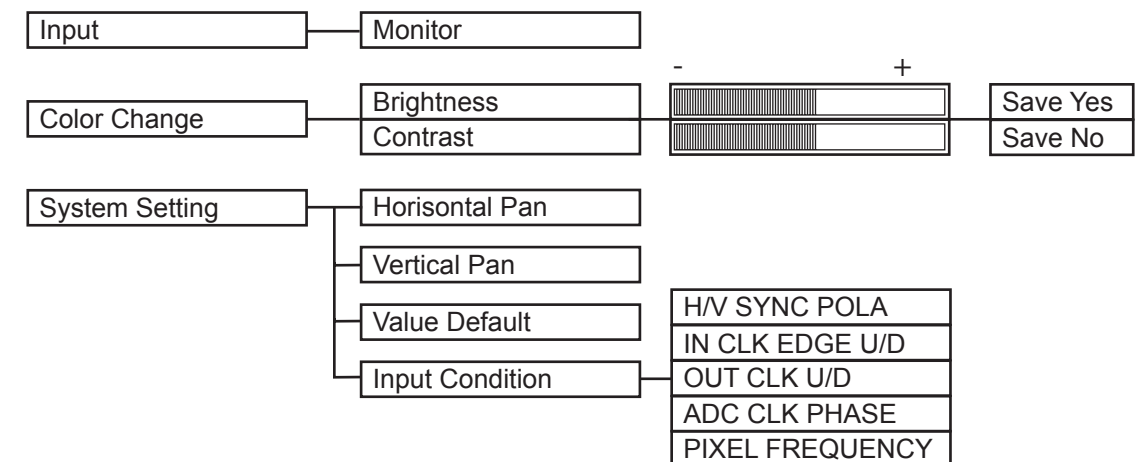 Input
Monitor
- +
Color Change
Brightness
Contrast
Save Yes
Save No
System Setting
Horisontal Pan
Vertical Pan
Value Default
Input Condition
H/V SYNC POLA
IN CLK EDGE U/D
OUT CLK U/D
ADC CLK PHASE
PIXEL FREQUENCY